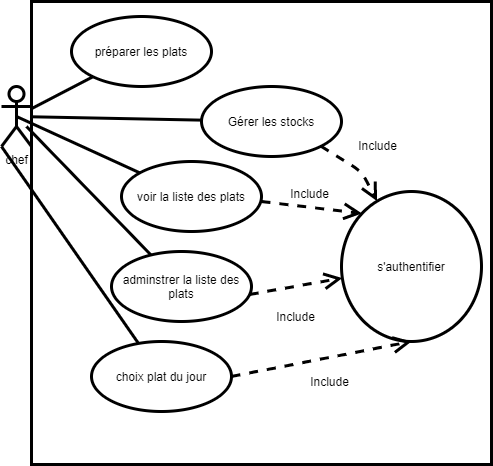 préparer les plats
Gérer les stocks
Include
chef
voir la liste des plats
Include
s'authentifier
adminstrer la liste des
plats
Include
choix plat du jour
Include